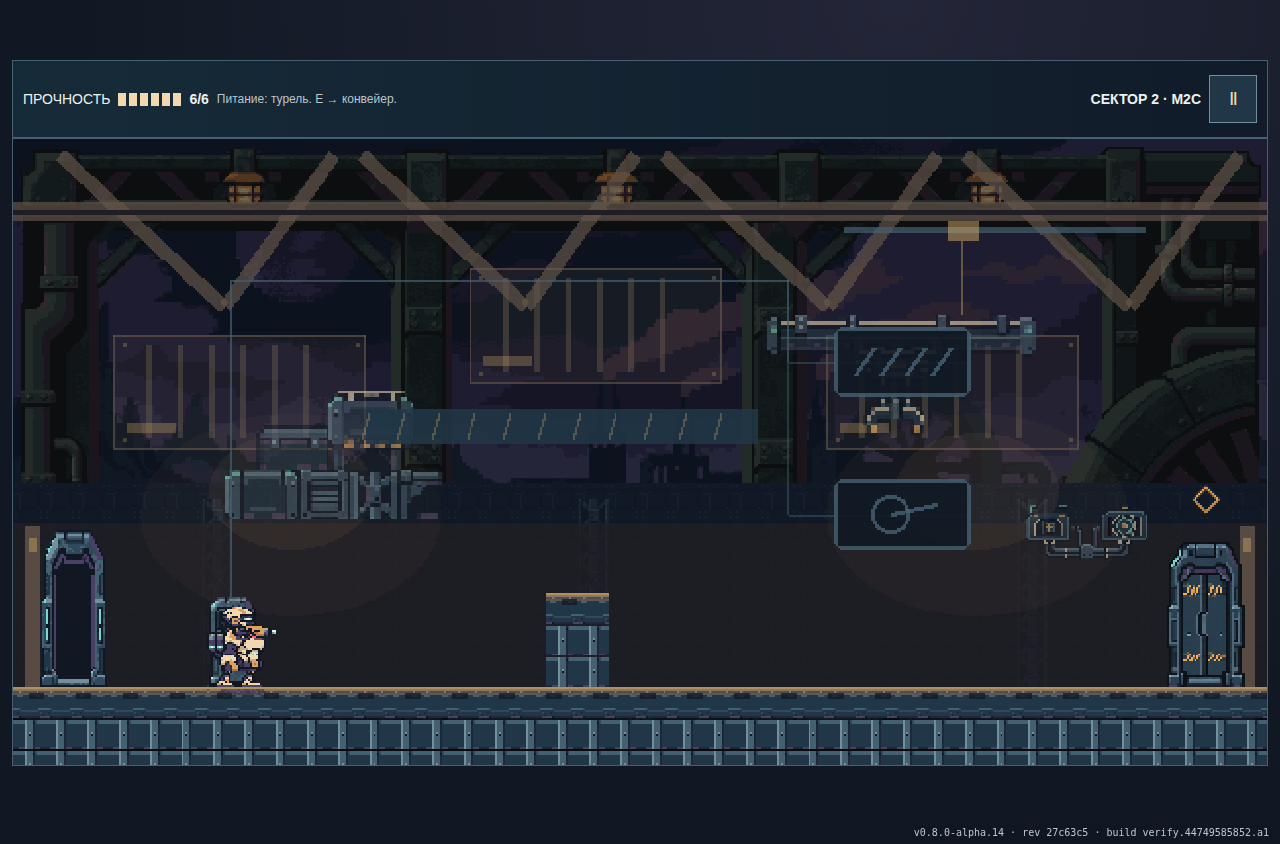 ПРОЧНОСТЬ 6/6 Питание: турель. E → конвейер.
СЕКТОР 2 · M2C
v0.8.0-alpha.14 · rev 27c63c5 · build verify.44749585852.a1